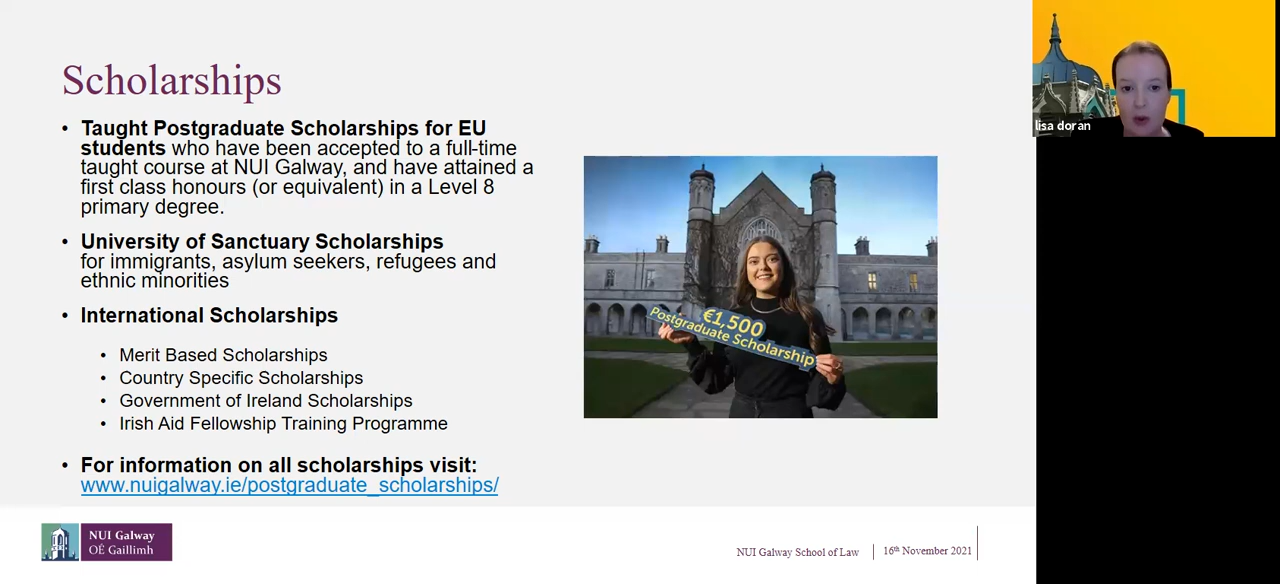 Scholarships
• Taught Postgraduate Scholarships for EU
students who have been accepted to a full-time
taught course at NUI Galway, and have attained a
first class honours (or equivalent) in a Level 8
primary degree.
• University of Sanctuary Scholarships
for immigrants, asylum seekers, refugees and
ethnic minorities
• International Scholarships
• Merit Based Scholarships
• Country Specific Scholarships
• Government of Ireland Scholarships
• Irish Aid Fellowship Training Programme
• For information on all scholarships visit:
www.nuigalway.ie/postgraduate_scholarships/
€1,500
Postgraduate Scholarship
lisa doran
NUI Galway
OÉ Gaillimh
NUI Galway School of Law
16th November 2021